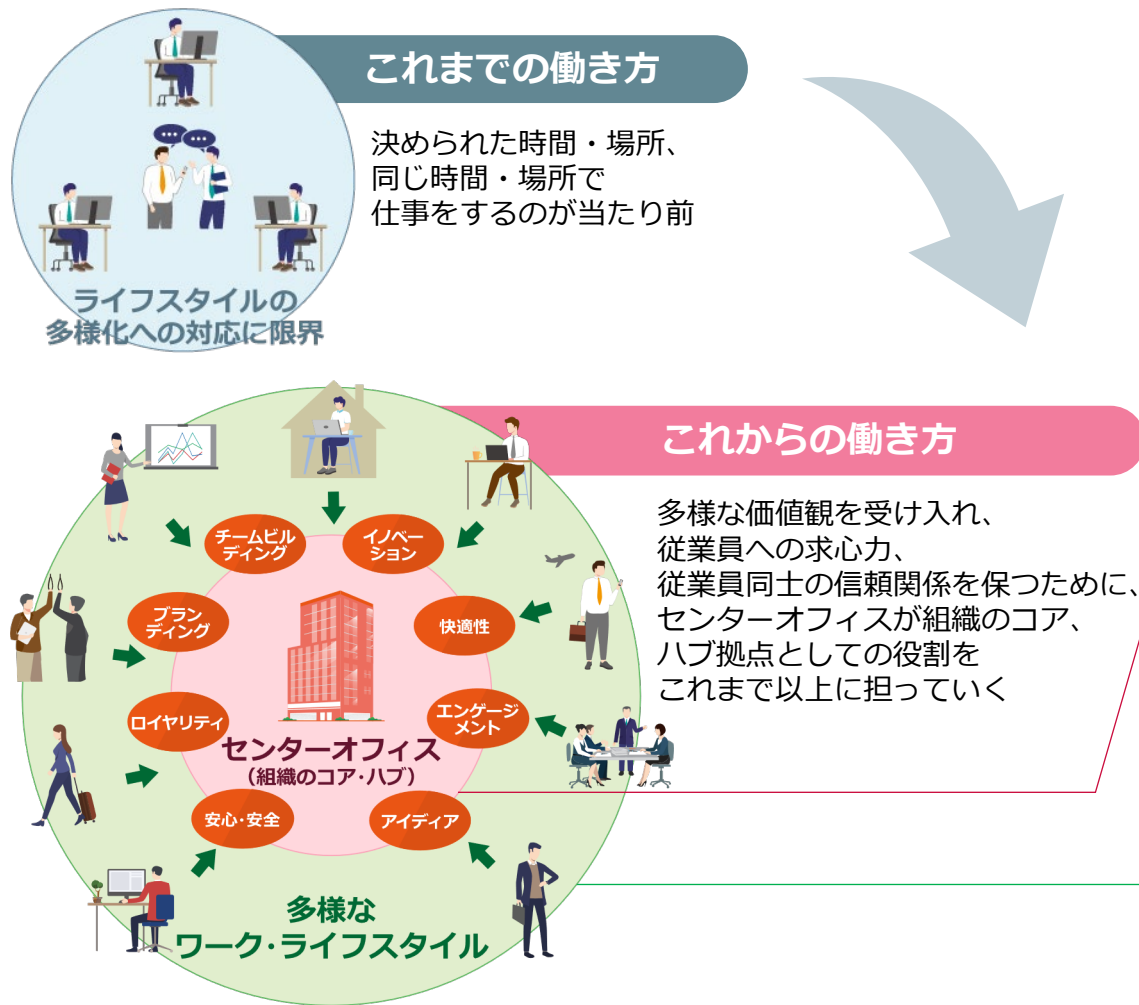 これまでの働き方
決められた時間・場所、
同じ時間・場所で
仕事をするのが当たり前
ライフスタイルの
多様化への対応に限界
これからの働き方
多様な価値観を受け入れ、
従業員への求心力、
従業員同士の信頼関係を保つために、
センターオフィスが組織のコア、
ハブ拠点としての役割を
これまで以上に担っていく
チームビル
ディング
イノベー
ション
ブラン
ディング
快適性
ロイヤリティ
エンゲージ
メント
センターオフィス
（組織のコア・ハブ）
安心・安全
アイディア
多様な
ワーク・ライフスタイル